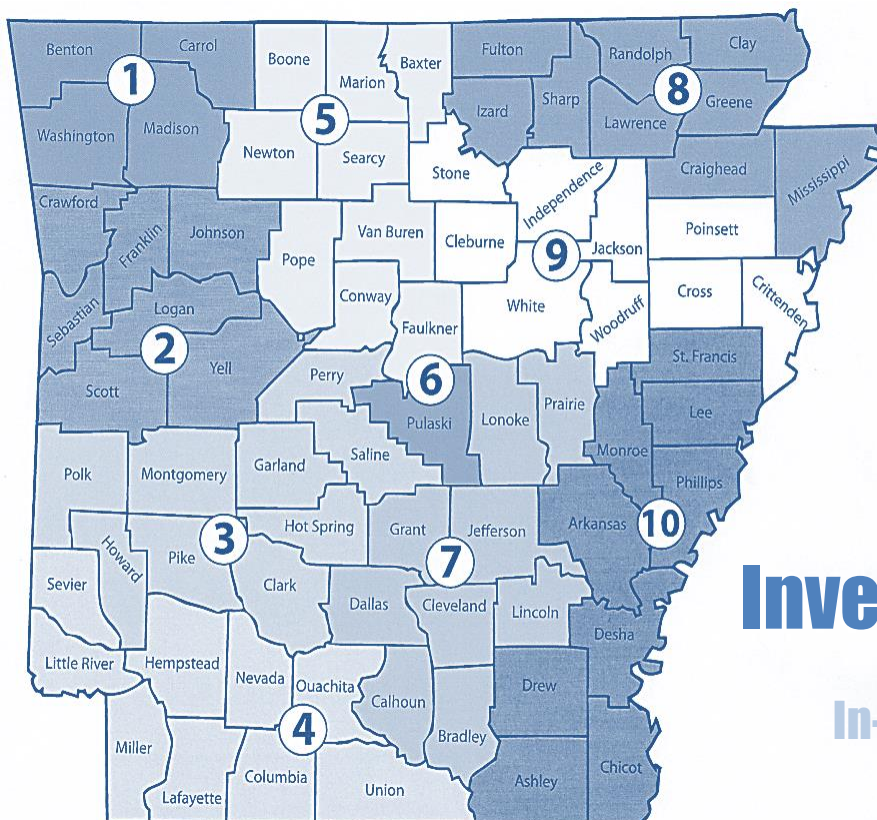 Benton
Carrol
Boone
Marion
Baxter
Fulton
Randolph
Clay
1
8
5
Izard
Sharp
Lawrence
Greene
Washington
Madison
Newton
Searcy
Stone
Independence
Craighead
Mississippi
Crawford
Franklin
Johnson
Pope
Van Buren
Cleburne
9
Jackson
Poinsett
Sebastian
Logan
Conway
Faulkner
White
Woodruff
Cross
Crittenden
2
Scott
Yell
Perry
6
Pulaski
Lonoke
Prairie
St. Francis
Lee
Monroe
Phillips
Polk
Montgomery
Garland
Saline
3
Hot Spring
Grant
Jefferson
Arkansas
10
7
Howard
Pike
Sevier
Clark
Dallas
Cleveland
Lincoln
Desha
Inve
Little River
Hempstead
Nevada
Ouachita
Calhoun
Bradley
Drew
In-
4
Miller
Lafayette
Columbia
Union
Ashley
Chicot